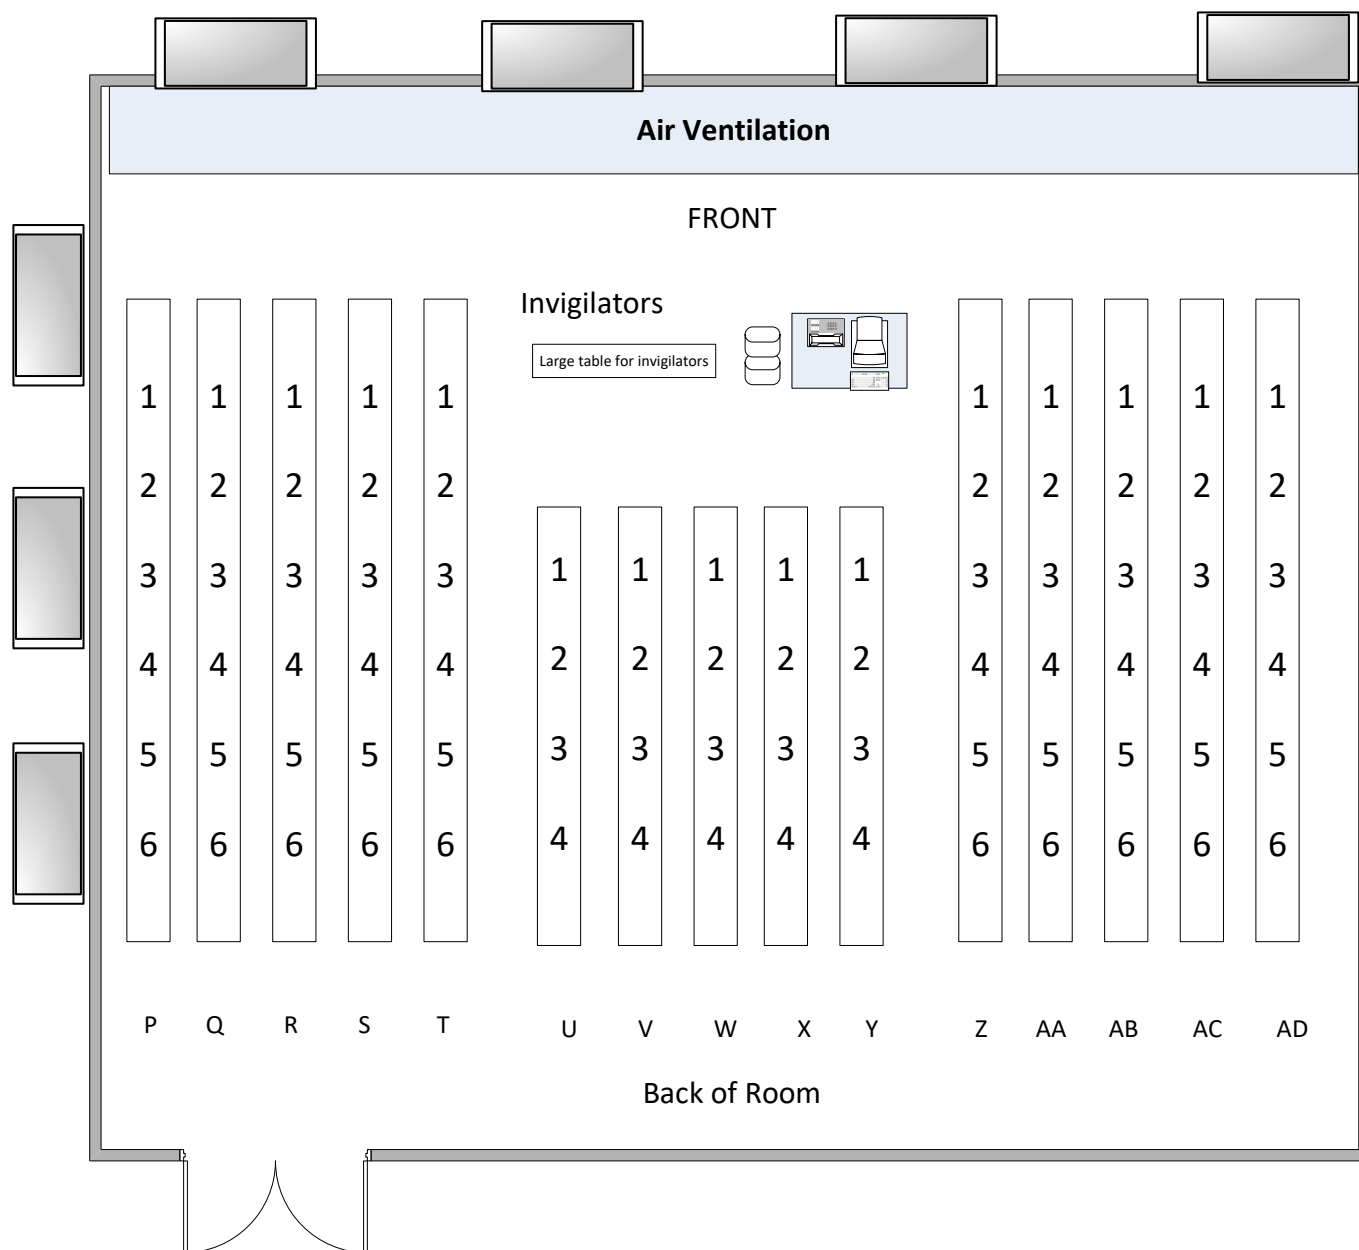 Air Ventilation
FRONT
Invigilators
Large table for invigilators
1 1 1 1 1 1 1 1 1 1
2 2 2 2 2 2 2 2 2 2
1 1 1 1 1
3 3 3 3 3 3 3 3 3 3
2 2 2 2 2
4 4 4 4 4 4 4 4 4 4
3 3 3 3 3
5 5 5 5 5 5 5 5 5 5
4 4 4 4 4
6 6 6 6 6 6 6 6 6 6
P Q R S T U V W X Y Z AA AB AC AD
Back of Room